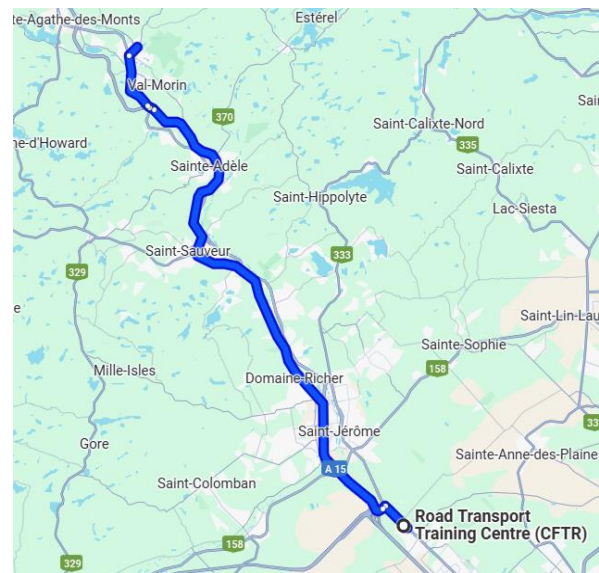 te-Agathe-des-Monts
Estérel
Val-Morin
370
Saint-Calixte-Nord
335
ne-d'Howard
Sainte-Adèle
Saint-Calixte
Saint-Hippolyte
Lac-Siesta
Saint-Sauveur
333
329
Saint-Lin-Lau
Sainte-Sophie
158
Mille-Isles
Domaine-Richer
33
Gore
Saint-Jérôme
Sainte-Anne-des-Plaine
A 15
Saint-Colomban
Road Transport
Training Centre (CFTR)
329